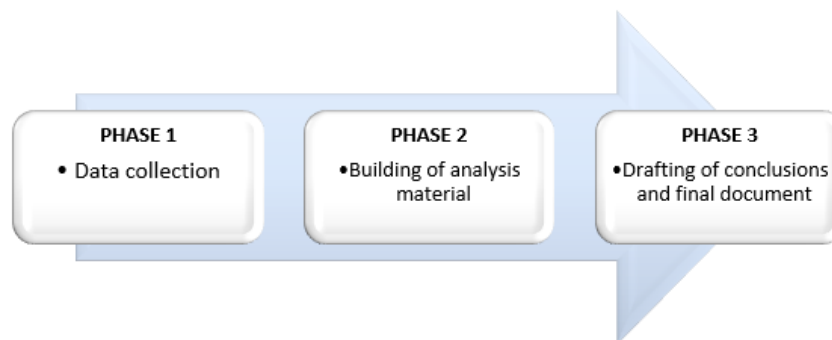 PHASE 1
• Data collection
PHASE 2
•Building of analysis
material
PHASE 3
•Drafting of conclusions
and final document